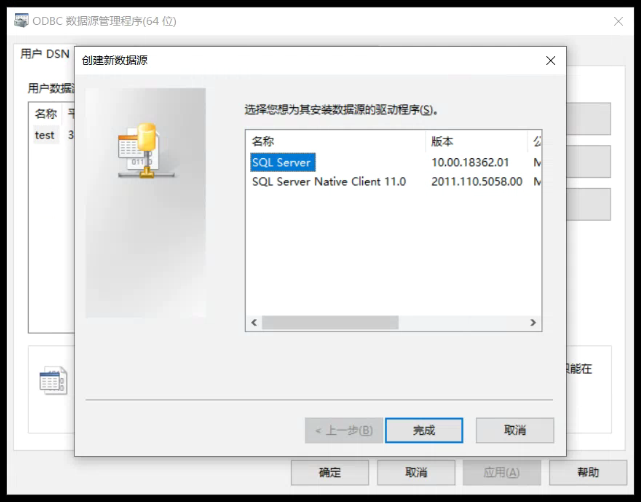 ODBC 数据源管理程序(64 位)
用户 DSN
创建新数据源
用户数据
选择您想为其安装数据源的驱动程序(S)。
名称
test 3
名称 版本
SQL Server 10.00.18362.01 M
SQL Server Native Client 11.0 2011.110.5058.00 M
能在
< 上一步(B) 完成 取消
确定 取消 应用(A) 帮助